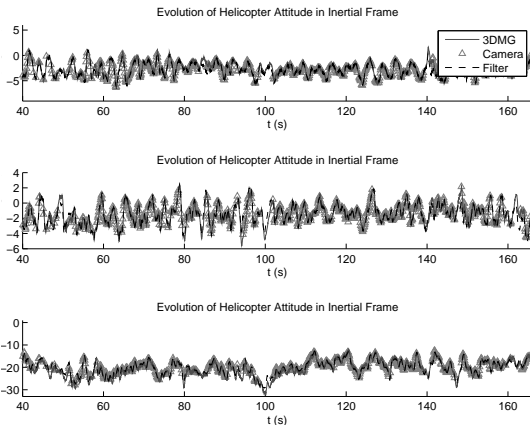 Evolution of Helicopter Attitude in Inertial Frame
5
0
−5
3DMG
Camera
Filter
40 60 80 100 120 140 160
t (s)
Evolution of Helicopter Attitude in Inertial Frame
4
2
0
−2
−4
−6
40 60 80 100 120 140 160
t (s)
Evolution of Helicopter Attitude in Inertial Frame
0
−10
−20
−30
40 60 80 100 120 140 160
t (s)